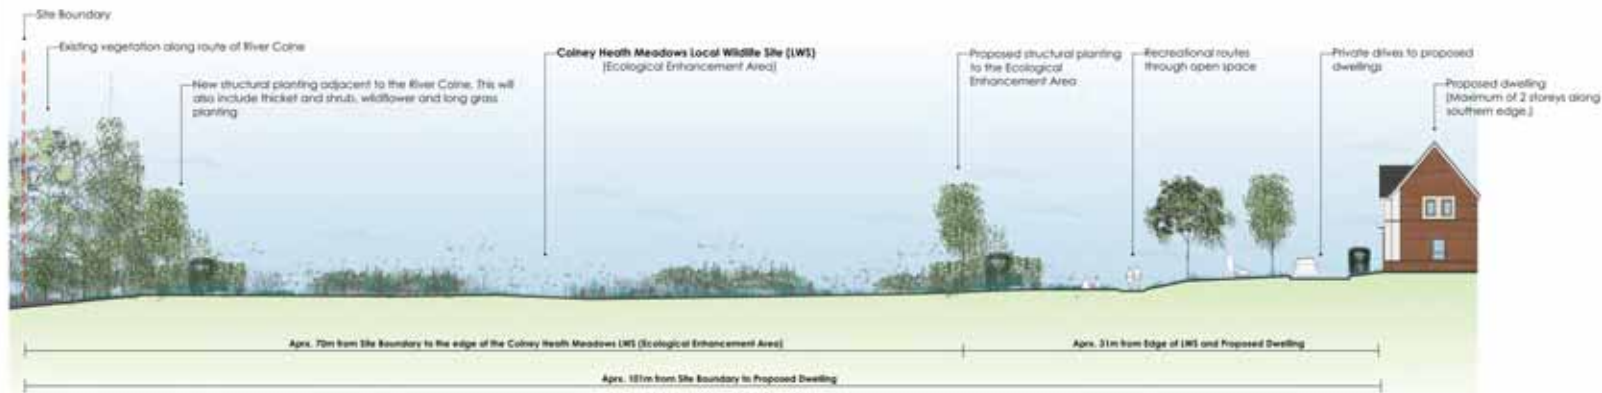 Site Boundary
Existing vegetation along route of River Colne
New structural planting adjacent to the River Colne. This will
also include thicket and shrub, wildflower and long grass
planting
Colney Heath Meadows Local Wildlife Site (LWS)
(Ecological Enhancement Area)
Proposed structural planting
to the Ecological
Enhancement Area
Recreational routes
through open space
Private drives to proposed
dwellings
Proposed dwelling
(Maximum of 2 storeys along
southern edge.)
Aprx. 70m from Site Boundary to the edge of the Colney Heath Meadows LWS (Ecological Enhancement Area)
Aprx. 31m from Edge of LWS and Proposed Dwelling
Aprx. 101m from Site Boundary to Proposed Dwelling